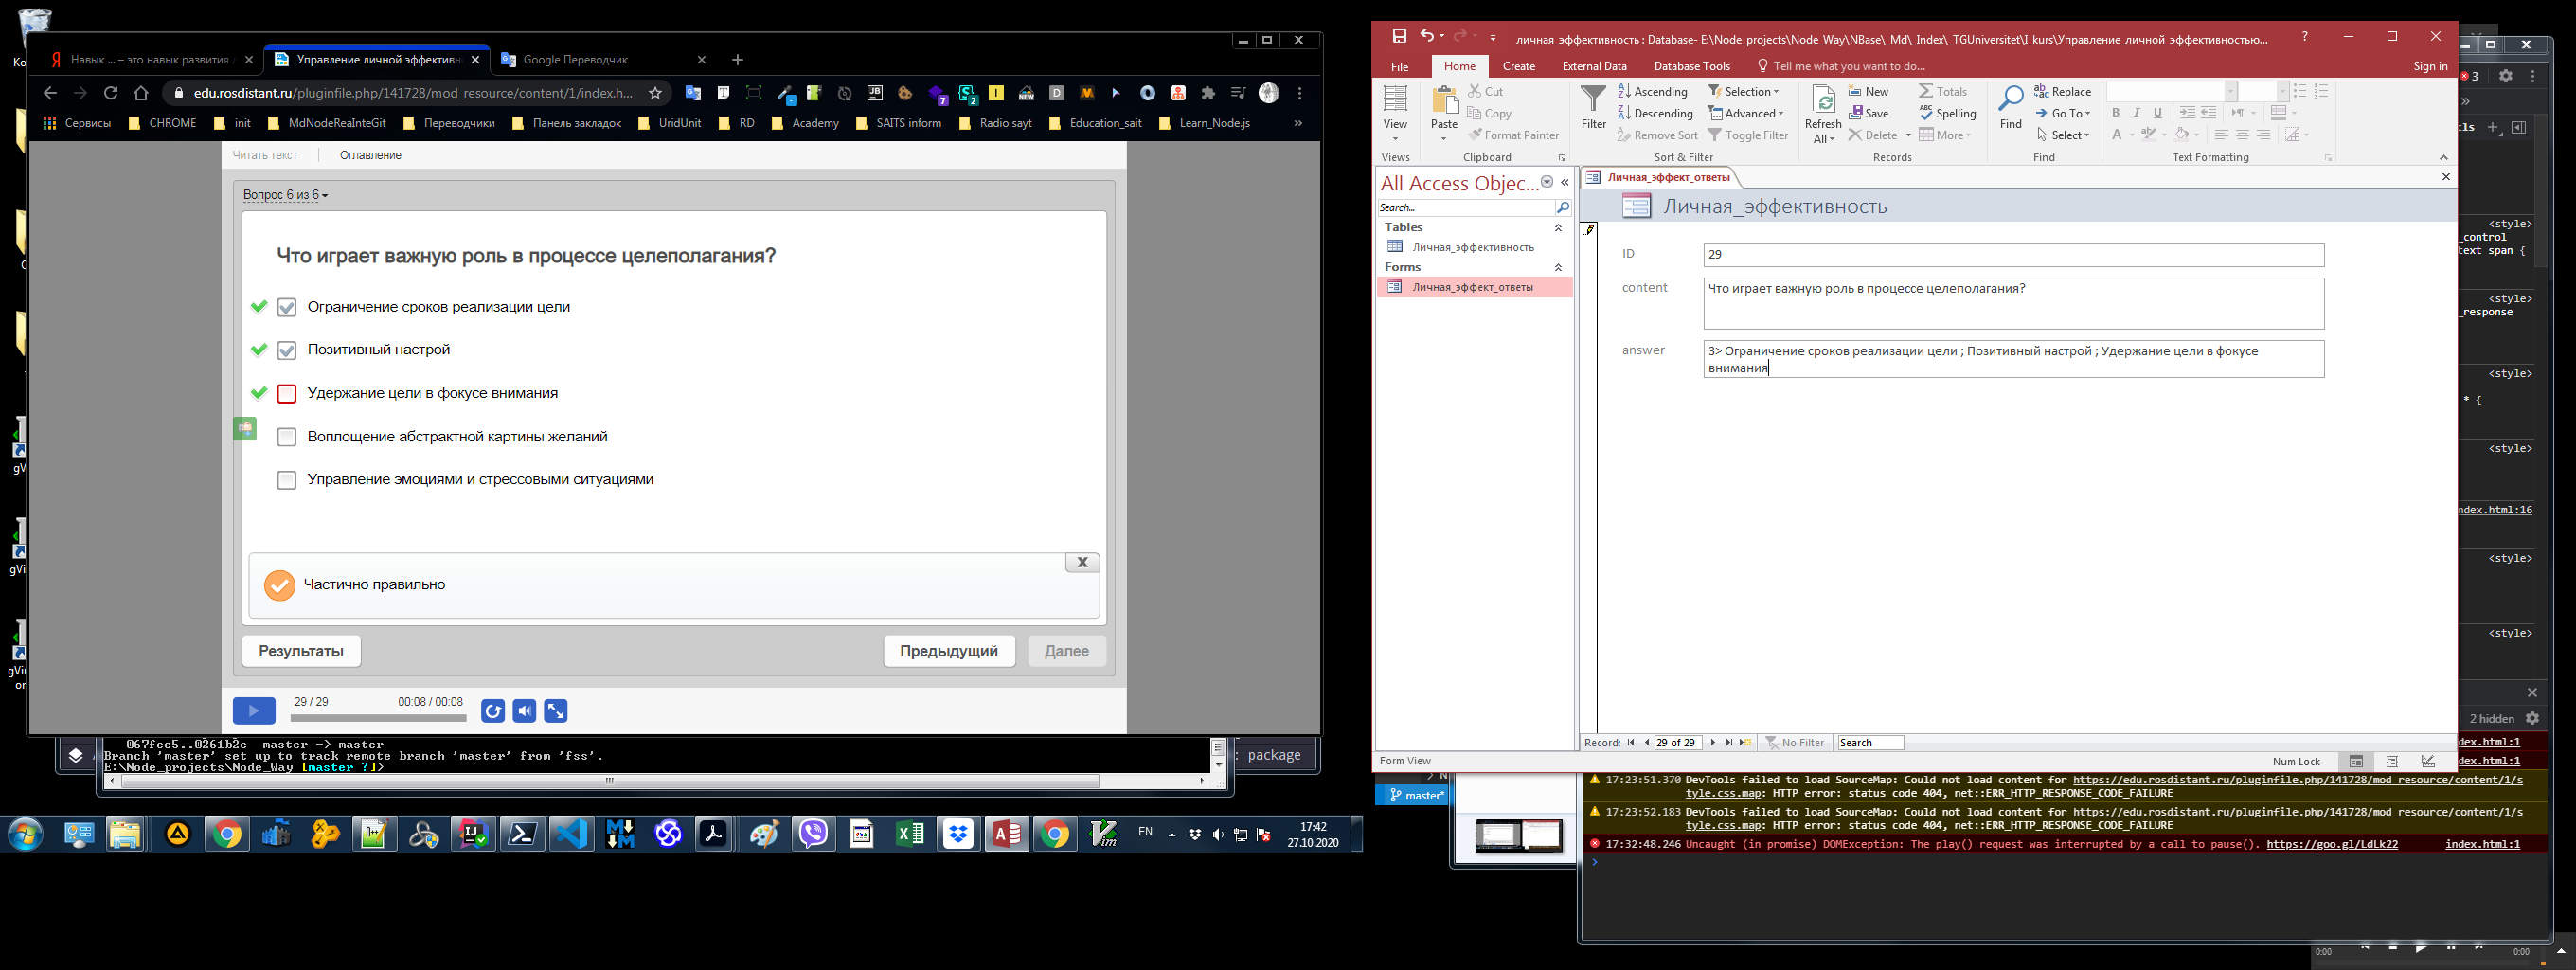 Навык ... – это навык развития
Управление личной эффектив
Google Переводчик
edu.rosdistant.ru/pluginfile.php/141728/mod_resource/content/1/index.h...
Сервисы CHROME init MdNodeReaInteGit Переводчики Панель закладок UridUnit RD Academy SAITS inform Radio sayt Education_sait Learn_Node.js »
Читать текст Оглавление
Вопрос 6 из 6
Что играет важную роль в процессе целеполагания?
Ограничение сроков реализации цели
Позитивный настрой
Удержание цели в фокусе внимания
Воплощение абстрактной картины желаний
Управление эмоциями и стрессовыми ситуациями
X
Частично правильно
Результаты Предыдущий Далее
29 / 29 00:08 / 00:08
067fee5..0261b2e master -> master
Branch 'master' set up to track remote branch 'master' from 'fss'.
E:\Node_projects\Node_Way [master ?]>
: package
EN
17:42
27.10.2020
личная_эффективность : Database- E:\Node_projects\Node_Way\NBase\_Md\_Index\_TGUniversitet\I_kurs\Управление_личной_эффективностью...
File Home Create External Data Database Tools Tell me what you want to do... Sign in
View
Views
Paste
Cut
Copy
Format Painter
Clipboard
Filter
Ascending
Descending
Remove Sort
Selection
Advanced
Toggle Filter
Sort & Filter
Refresh
All
New
Save
Delete
Totals
Spelling
More
Records
Find
Replace
Go To
Select
Find
B I U
A
Text Formatting
All Access Objec...
Search...
Tables
Личная_эффективность
Forms
Личная_эффект_ответы
Личная_эффект_ответы
Личная_эффективность
ID 29
content Что играет важную роль в процессе целеполагания?
answer 3> Ограничение сроков реализации цели ; Позитивный настрой ; Удержание цели в фокусе
внимания
Record: 29 of 29 No Filter Search
Form View Num Lock
master*
3
<style>
_control
text span {
<style>
_response
<style>
* {
<style>
ndex.html:16
<style>
<style>
2 hidden
ndex.html:1
ndex.html:1
17:23:51.370 DevTools failed to load SourceMap: Could not load content for https://edu.rosdistant.ru/pluginfile.php/141728/mod_resource/content/1/s
tyle.css.map: HTTP error: status code 404, net::ERR_HTTP_RESPONSE_CODE_FAILURE
17:23:52.183 DevTools failed to load SourceMap: Could not load content for https://edu.rosdistant.ru/pluginfile.php/141728/mod_resource/content/1/s
tyle.css.map: HTTP error: status code 404, net::ERR_HTTP_RESPONSE_CODE_FAILURE
17:32:48.246 Uncaught (in promise) DOMException: The play() request was interrupted by a call to pause(). https://goo.gl/LdLk22 index.html:1
0:00 0:00